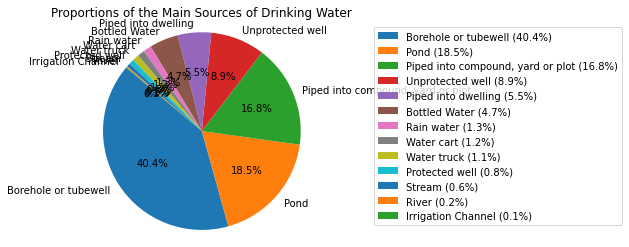 Proportions of the Main Sources of Drinking Water
Piped into dwelling
Bottled Water
Rain water
Water cart
Water truck
Protected well
Irrigation Channel
Unprotected well
Piped into compound, yard or plot
Pond
Borehole or tubewell
40.4%
18.5%
16.8%
8.9%
5.5%
4.7%
Borehole or tubewell (40.4%)
Pond (18.5%)
Piped into compound, yard or plot (16.8%)
Unprotected well (8.9%)
Piped into dwelling (5.5%)
Bottled Water (4.7%)
Rain water (1.3%)
Water cart (1.2%)
Water truck (1.1%)
Protected well (0.8%)
Stream (0.6%)
River (0.2%)
Irrigation Channel (0.1%)